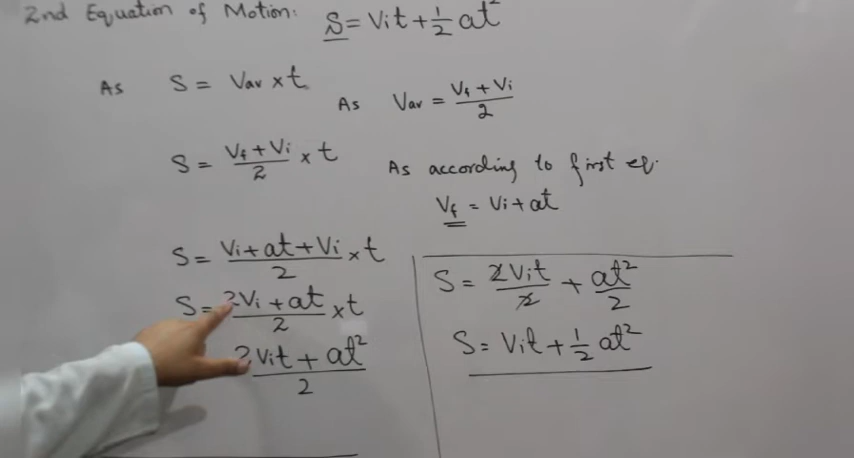 2nd Equation of Motion: S = Vit + 1/2 at²
As S = Vav × t
As Vav = (Vf + Vi)/2
S = (Vf + Vi)/2 × t
As according to first eq.
Vf = Vi + at
S = (Vi + at + Vi)/2 × t
S = (2Vi + at)/2 × t
(2Vit + at²)/2
S = 2Vit/2 + at²/2
S = Vit + 1/2 at²